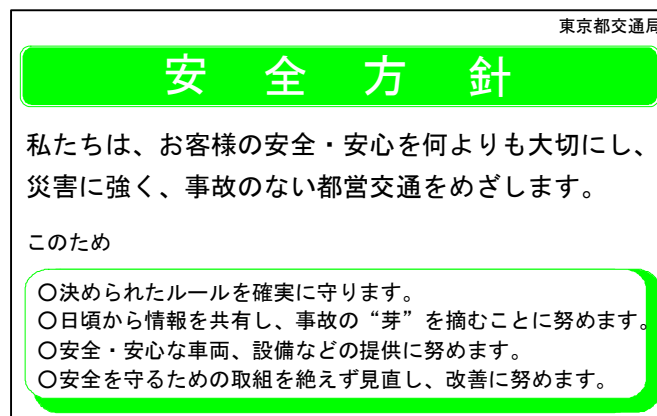 東京都交通局
安全方針
私たちは、お客様の安全・安心を何よりも大切にし、
災害に強く、事故のない都営交通をめざします。
このため
○決められたルールを確実に守ります。
○日頃から情報を共有し、事故の“芽”を摘むことに努めます。
○安全・安心な車両、設備などの提供に努めます。
○安全を守るための取組を絶えず見直し、改善に努めます。